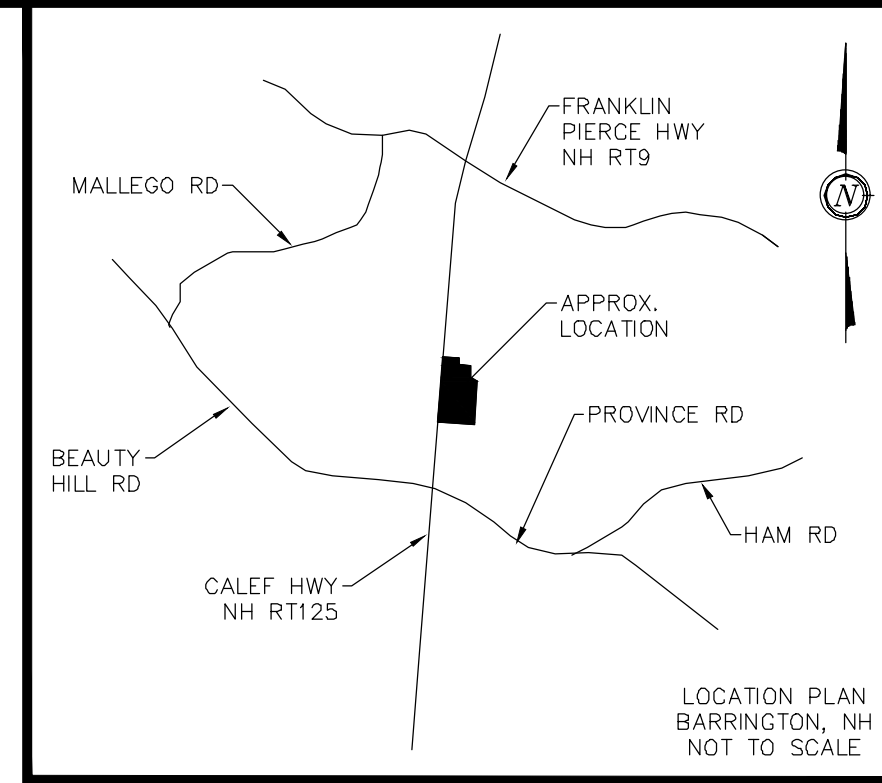 FRANKLIN
PIERCE HWY
NH RT9
MALLEGO RD
N
APPROX.
LOCATION
PROVINCE RD
BEAUTY
HILL RD
HAM RD
CALEF HWY
NH RT125
LOCATION PLAN
BARRINGTON, NH
NOT TO SCALE